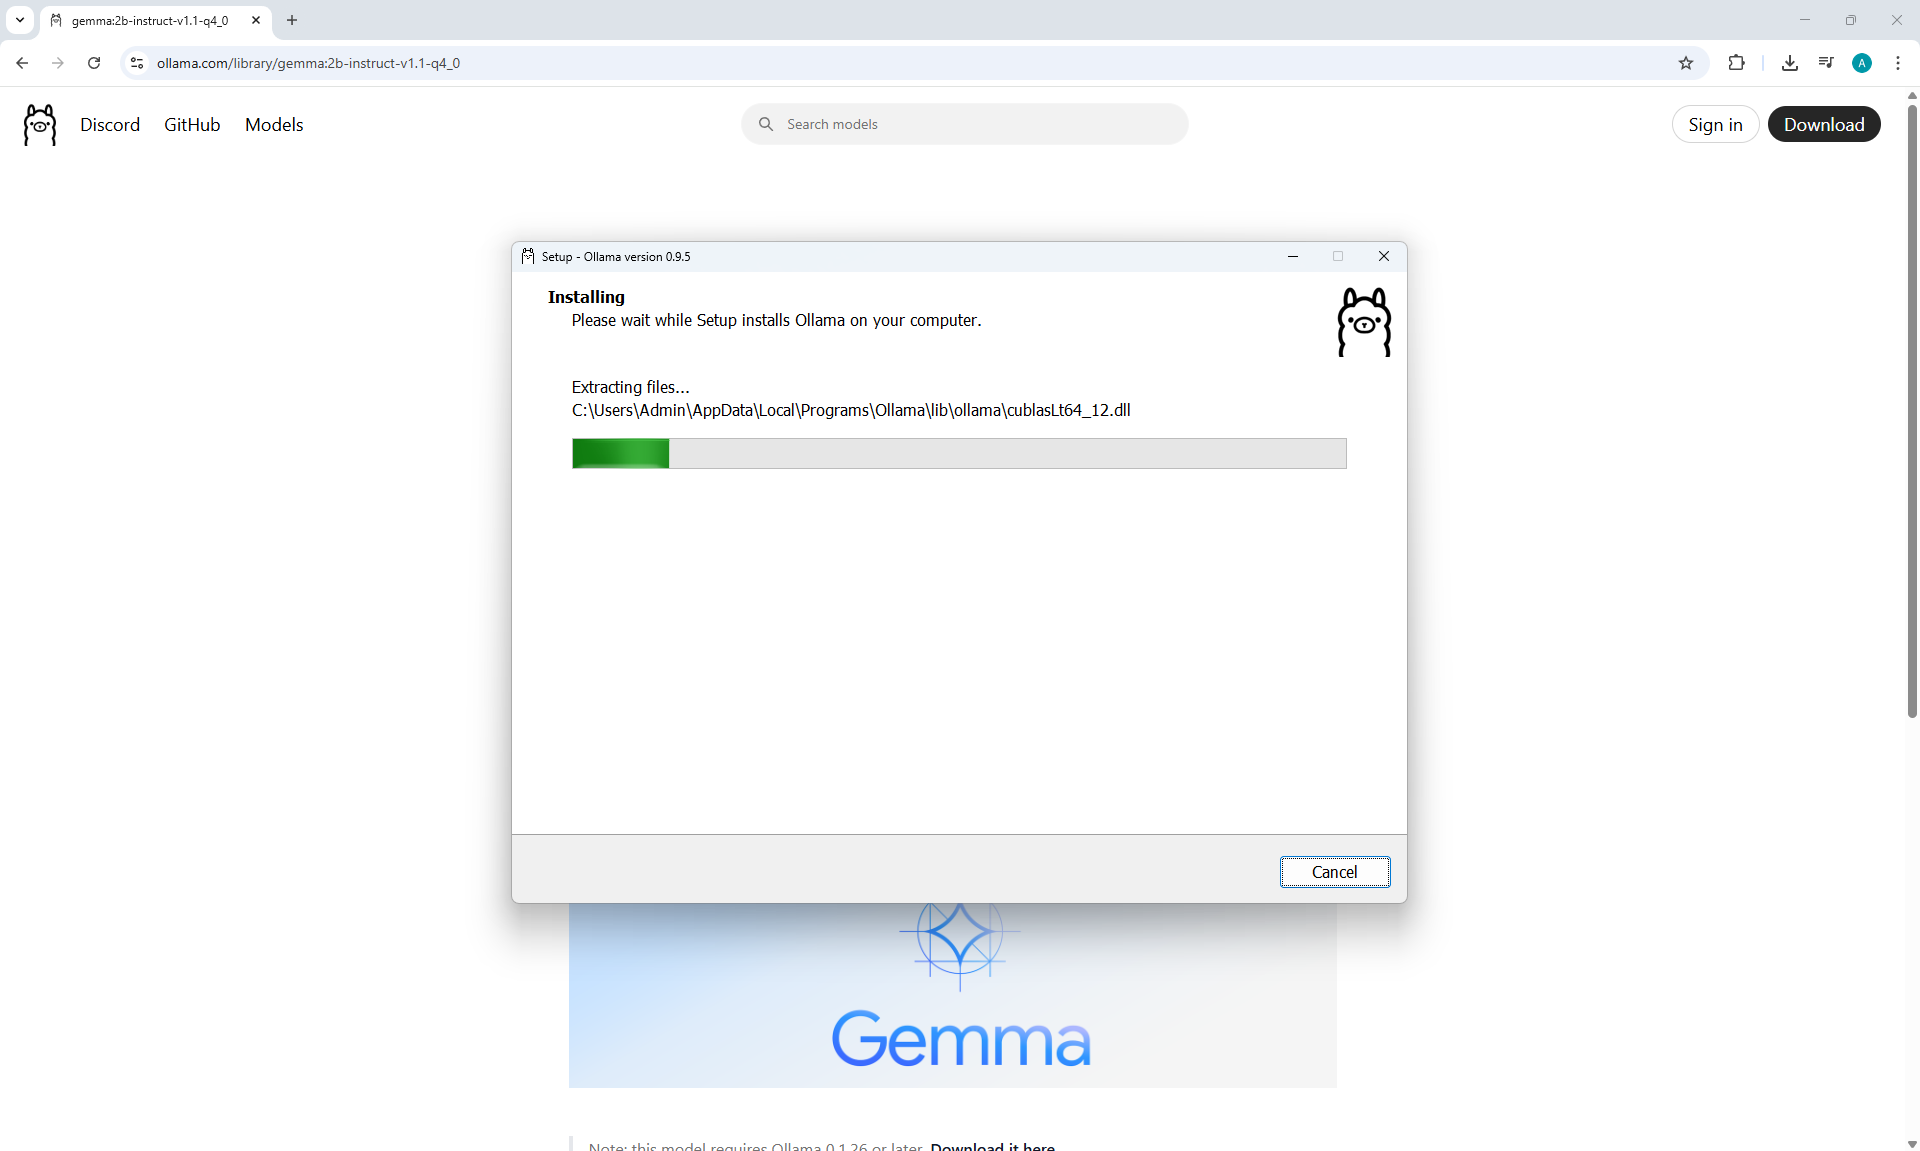 gemma:2b-instruct-v1.1-q4_0
ollama.com/library/gemma:2b-instruct-v1.1-q4_0
A
Discord GitHub Models
Search models
Sign in Download
Setup - Ollama version 0.9.5
Installing
Please wait while Setup installs Ollama on your computer.
Extracting files...
C:\Users\Admin\AppData\Local\Programs\Ollama\lib\ollama\cublasLt64_12.dll
Cancel
Gemma
Note: this model requires Ollama 0.1.26 or later. Download it here